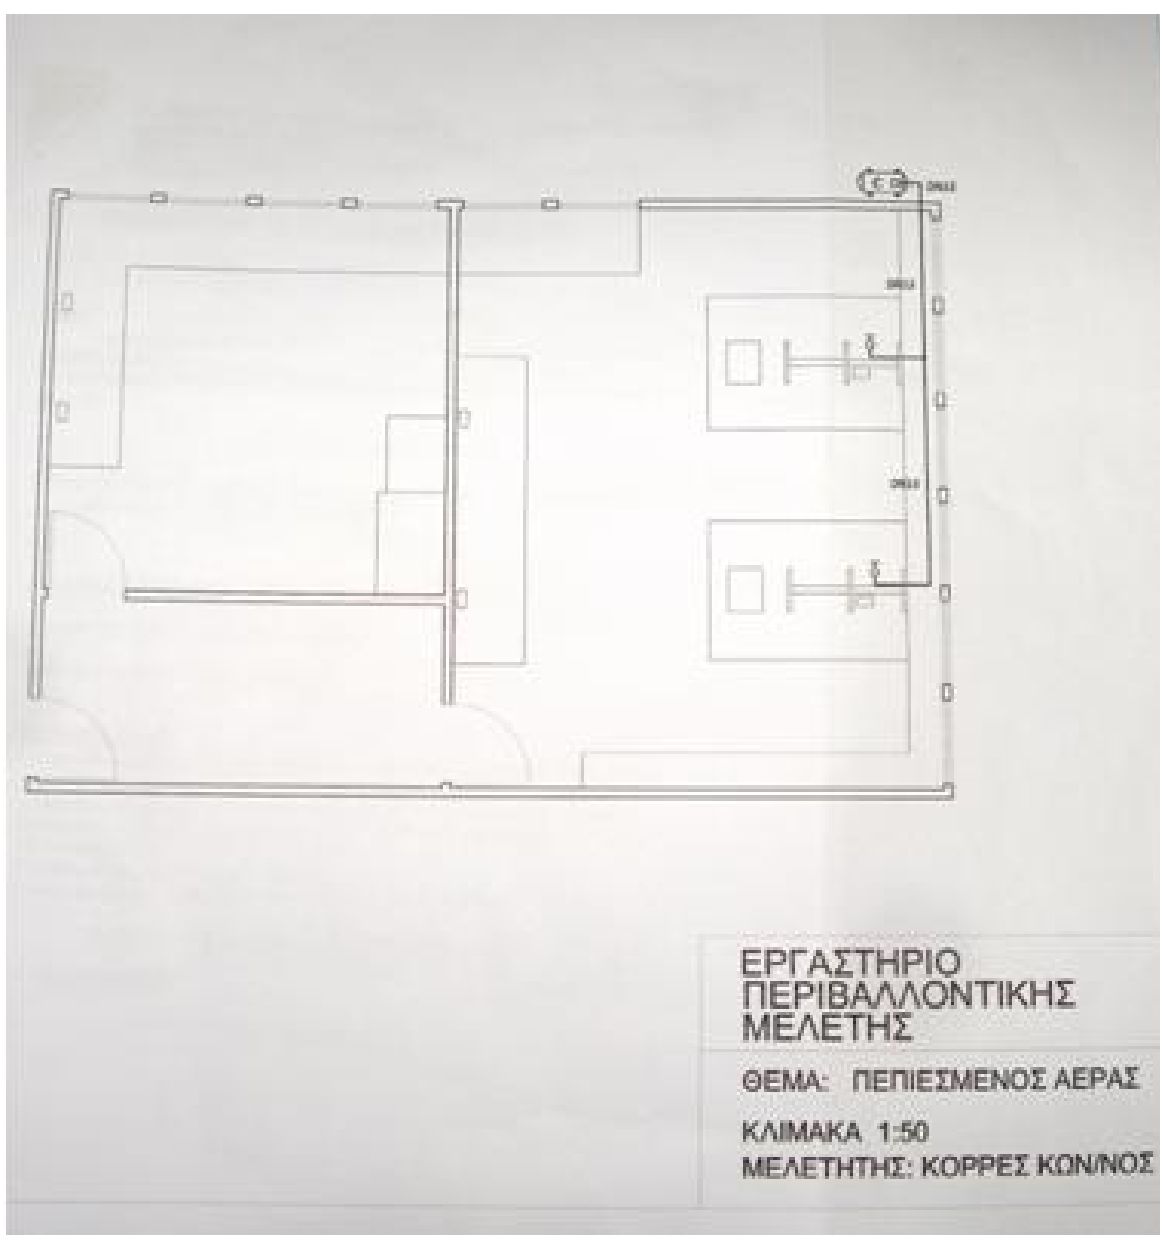 ΕΡΓΑΣΤΗΡΙΟ
ΠΕΡΙΒΑΛΛΟΝΤΙΚΗΣ
ΜΕΛΕΤΗΣ
ΘΕΜΑ: ΠΕΠΙΕΣΜΕΝΟΣ ΑΕΡΑΣ
ΚΛΙΜΑΚΑ 1:50
ΜΕΛΕΤΗΤΗΣ: ΚΟΡΡΕΣ ΚΩΝ/ΝΟΣ